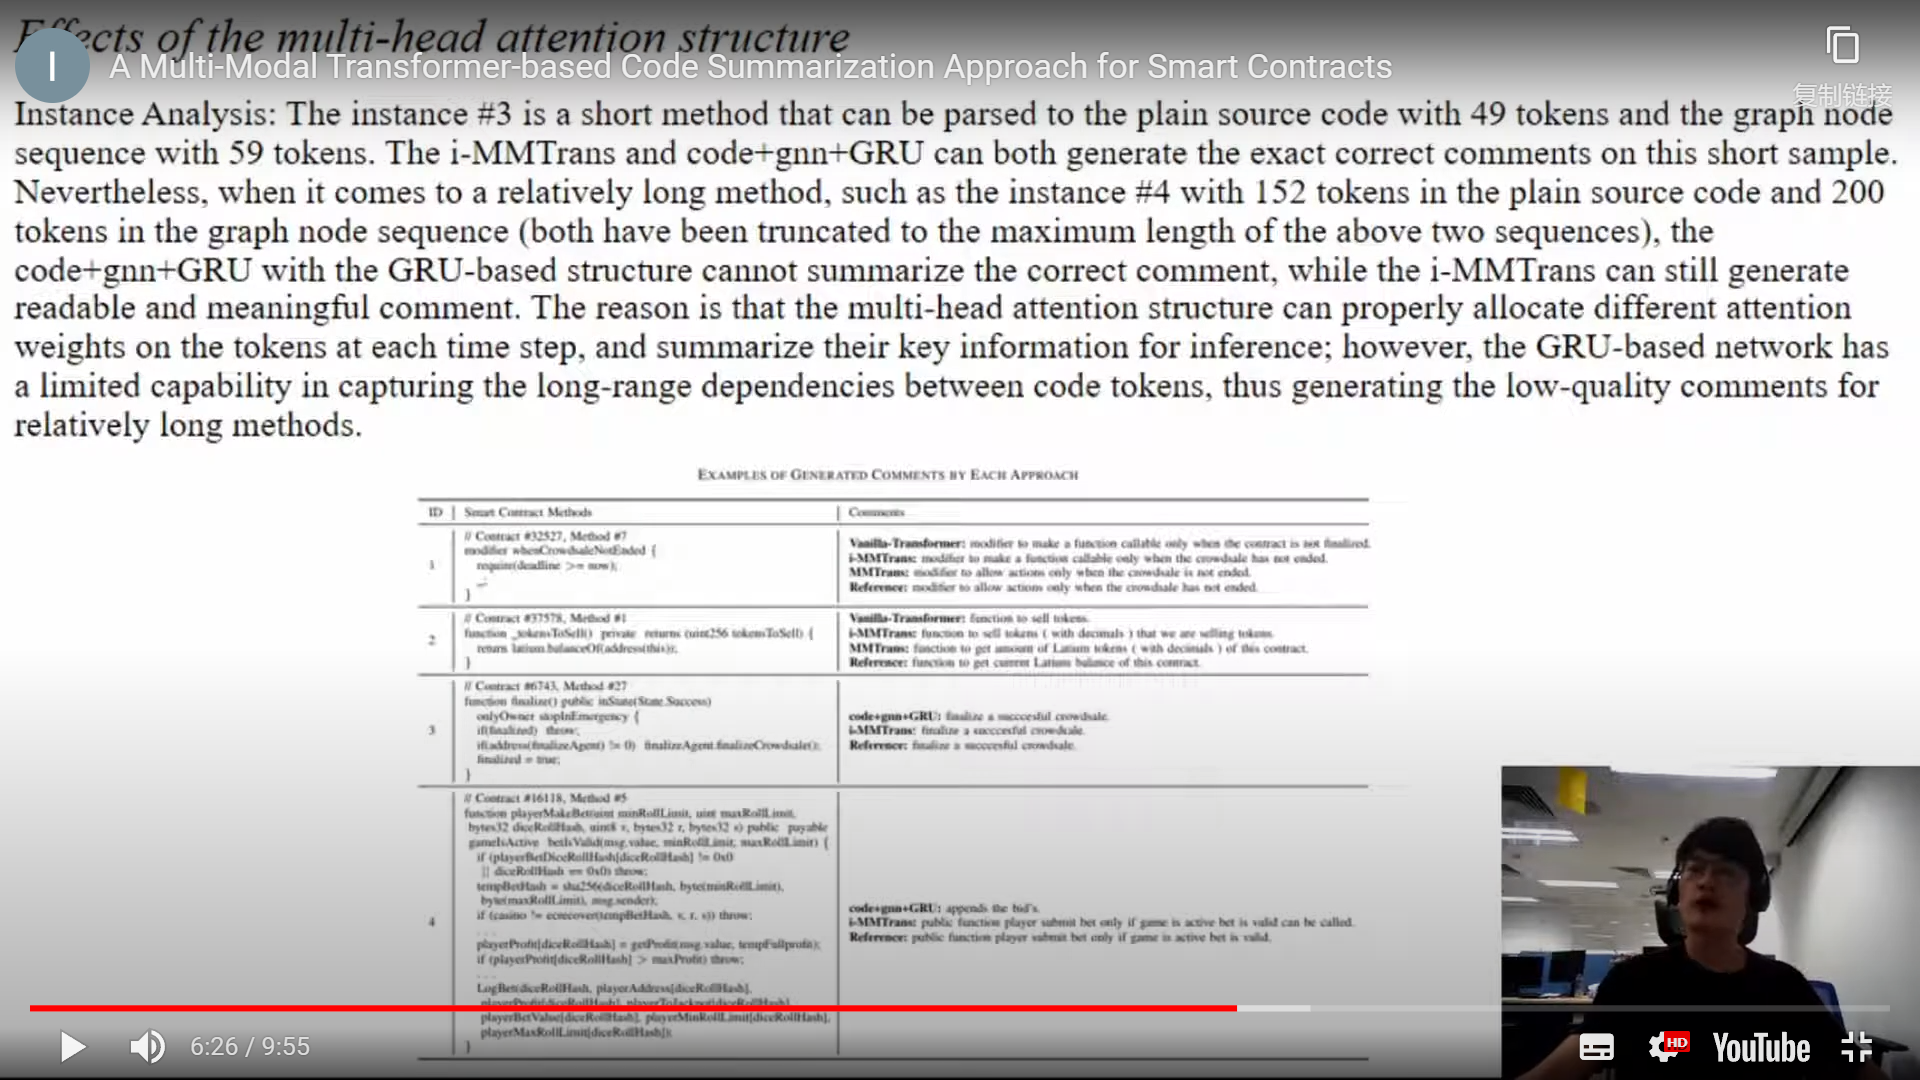 Effects of the multi-head attention structure
I
A Multi-Modal Transformer-based Code Summarization Approach for Smart Contracts
复制链接
Instance Analysis: The instance #3 is a short method that can be parsed to the plain source code with 49 tokens and the graph node
sequence with 59 tokens. The i-MMTrans and code+gnn+GRU can both generate the exact correct comments on this short sample.
Nevertheless, when it comes to a relatively long method, such as the instance #4 with 152 tokens in the plain source code and 200
tokens in the graph node sequence (both have been truncated to the maximum length of the above two sequences), the
code+gnn+GRU with the GRU-based structure cannot summarize the correct comment, while the i-MMTrans can still generate
readable and meaningful comment. The reason is that the multi-head attention structure can properly allocate different attention
weights on the tokens at each time step, and summarize their key information for inference; however, the GRU-based network has
a limited capability in capturing the long-range dependencies between code tokens, thus generating the low-quality comments for
relatively long methods.
EXAMPLES OF GENERATED COMMENTS BY EACH APPROACH
ID | Smart Contract Methods | Comments
1
// Contract #32527, Method #7
modifier whenCrowdsaleNotEnded {
require(deadline >= now);
_;
}
Vanilla-Transformer: modifier to make a function callable only when the contract is not finalized.
i-MMTrans: modifier to make a function callable only when the crowdsale has not ended.
MMTrans: modifier to allow actions only when the crowdsale is not ended.
Reference: modifier to allow actions only when the crowdsale has not ended.
2
// Contract #37578, Method #1
function _tokensToSell() private returns (uint256 tokensToSell) {
return latium.balanceOf(address(this));
}
Vanilla-Transformer: function to sell tokens.
i-MMTrans: function to sell tokens ( with decimals ) that we are selling tokens.
MMTrans: function to get amount of Latium tokens ( with decimals ) of this contract.
Reference: function to get current Latium balance of this contract.
3
// Contract #6743, Method #27
function finalize() public inState(State.Success)
onlyOwner stopInEmergency {
if(finalized) throw;
if(address(finalizeAgent) != 0) finalizeAgent.finalizeCrowdsale();
finalized = true;
}
code+gnn+GRU: finalize a succcesful crowdsale.
i-MMTrans: finalize a succcesful crowdsale.
Reference: finalize a succcesful crowdsale.
4
// Contract #16118, Method #5
function playerMakeBet(uint minRollLimit, uint maxRollLimit,
bytes32 diceRollHash, uint8 v, bytes32 r, bytes32 s) public payable
gameIsActive betIsValid(msg.value, minRollLimit, maxRollLimit) {
if (playerBetDiceRollHash[diceRollHash] != 0x0
|| diceRollHash == 0x0) throw;
tempBetHash = sha256(diceRollHash, byte(minRollLimit),
byte(maxRollLimit), msg.sender);
if (casino != ecrecover(tempBetHash, v, r, s)) throw;
. . .
playerProfit[diceRollHash] = getProfit(msg.value, tempFullprofit);
if (playerProfit[diceRollHash] > maxProfit) throw;
. . .
LogBet(diceRollHash, playerAddress[diceRollHash],
playerProfit[diceRollHash], playerToJackpot[diceRollHash],
playerBetValue[diceRollHash], playerMinRollLimit[diceRollHash],
playerMaxRollLimit[diceRollHash]);
}
code+gnn+GRU: appends the bid's.
i-MMTrans: public function player submit bet only if game is active bet is valid can be called.
Reference: public function player submit bet only if game is active bet is valid.
6:26 / 9:55
HD
YouTube